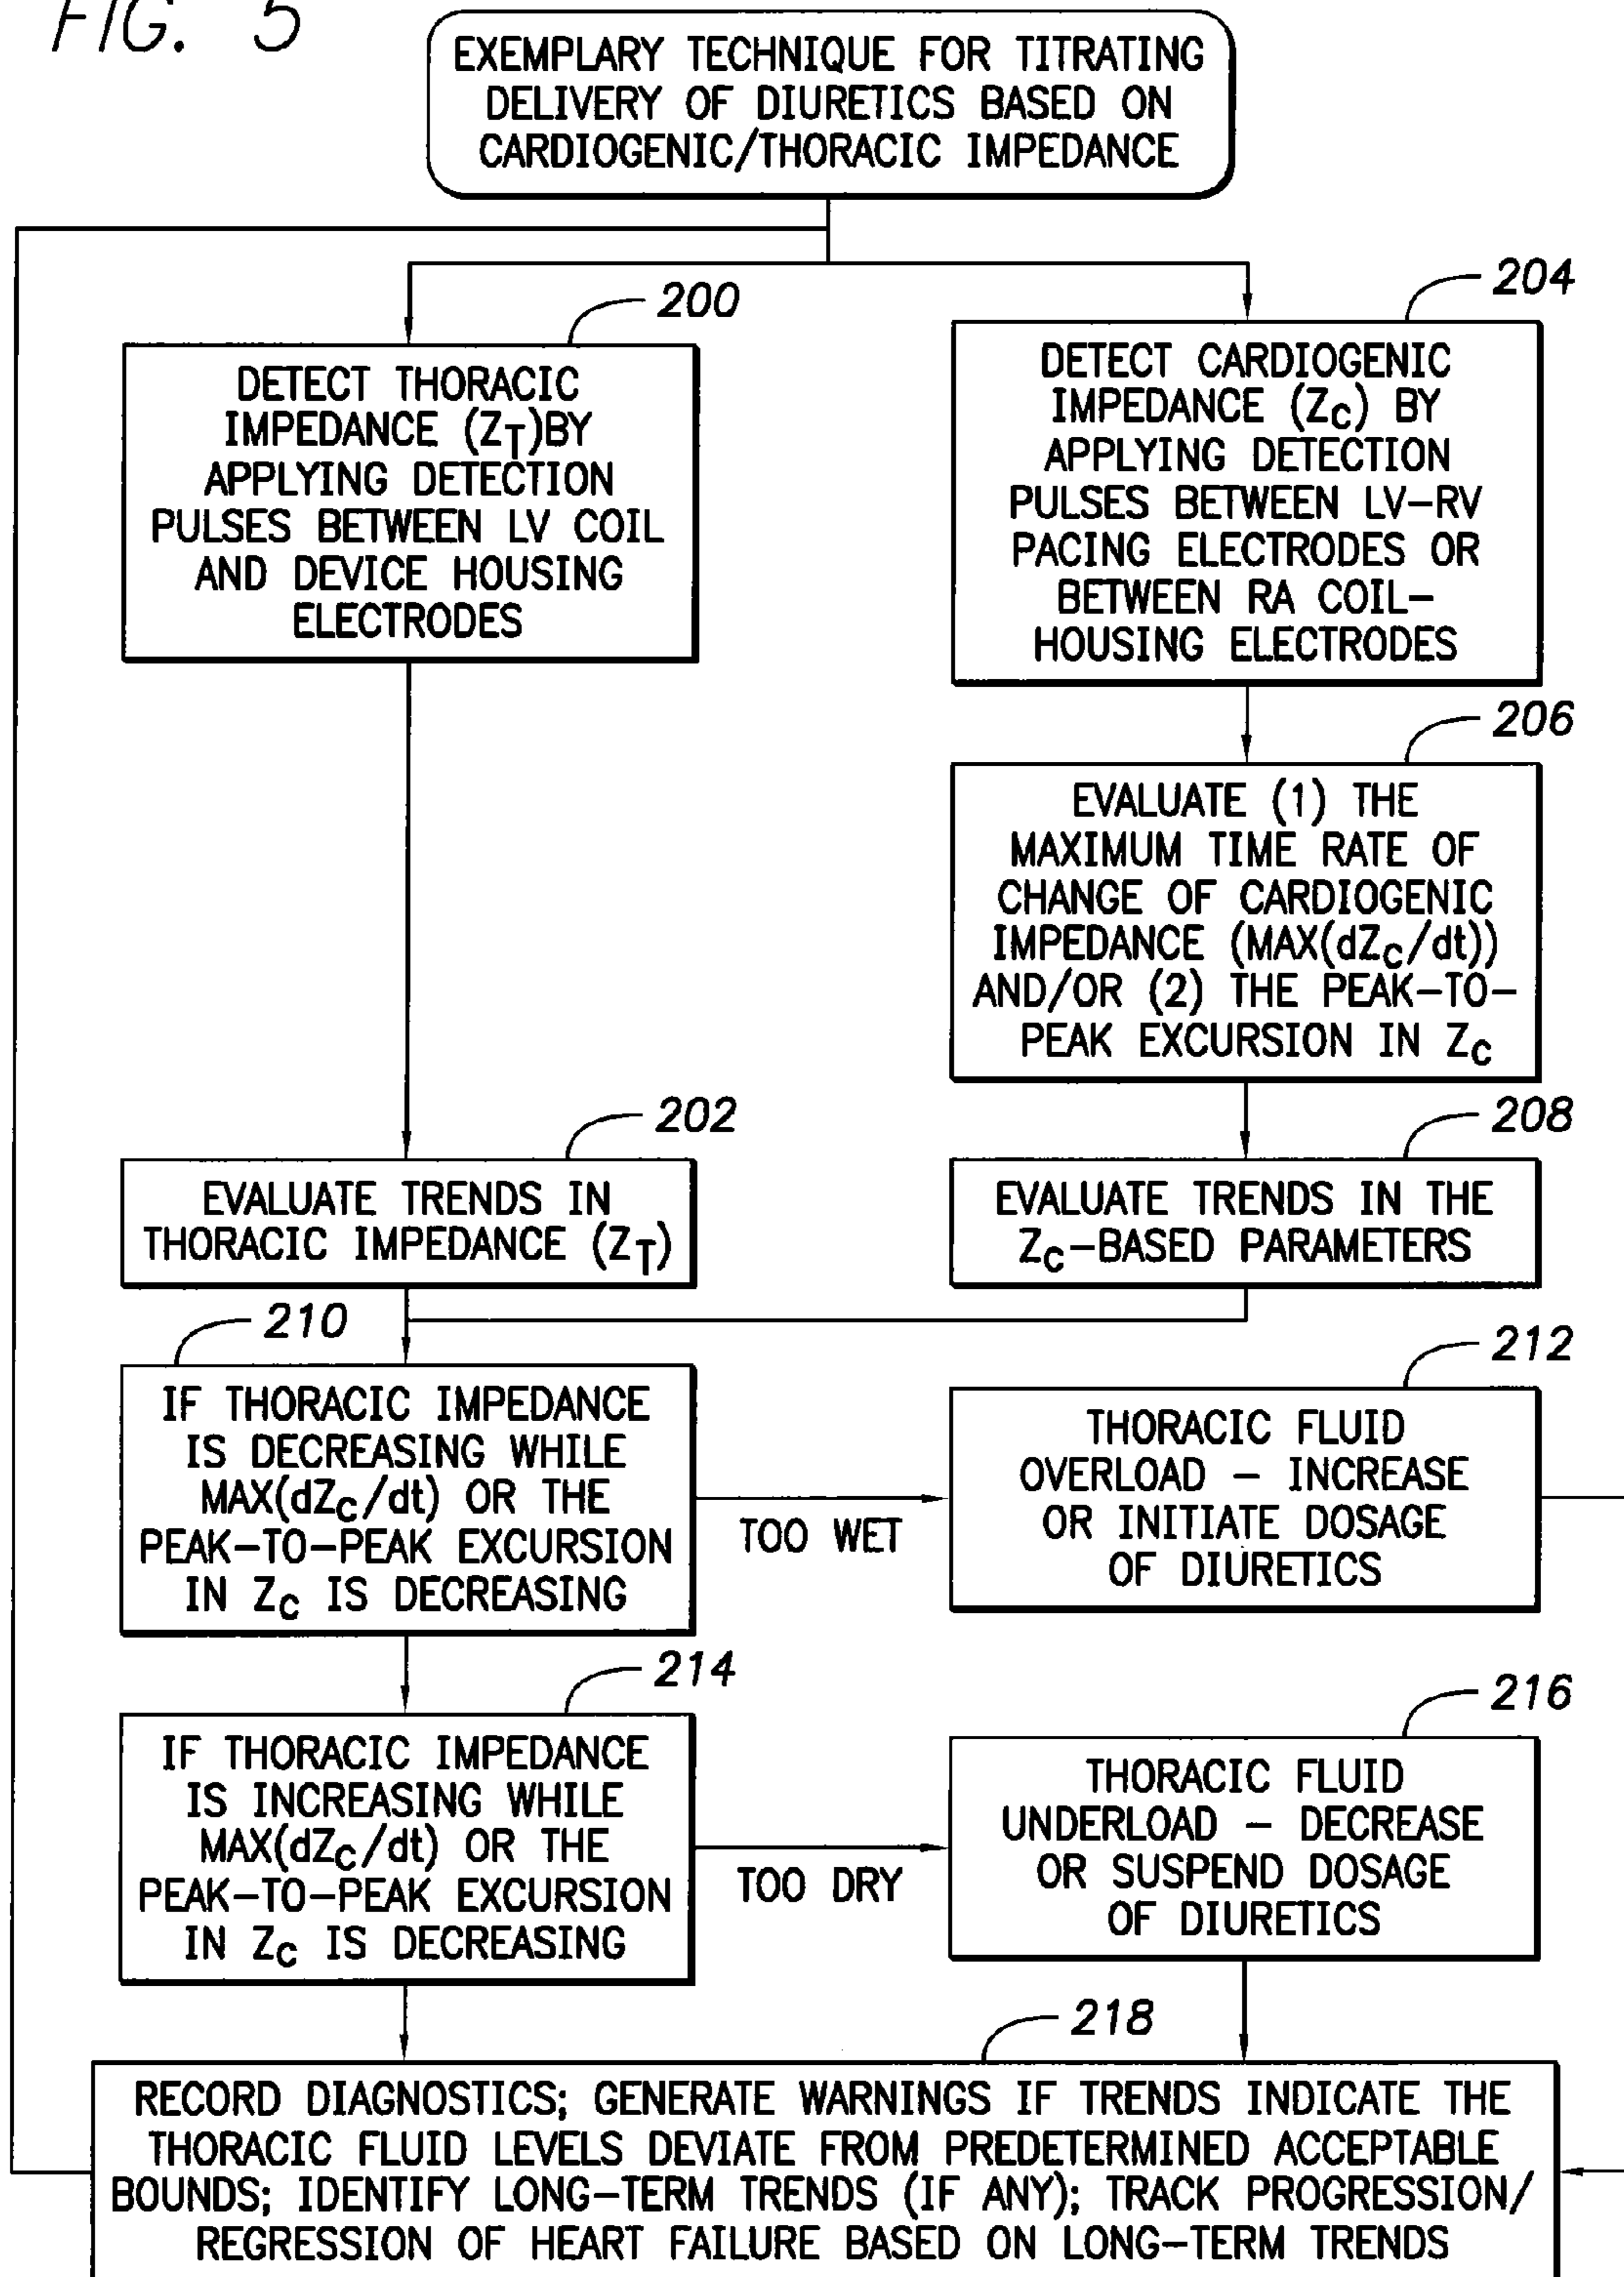 FIG. 5
EXEMPLARY TECHNIQUE FOR TITRATING
DELIVERY OF DIURETICS BASED ON
CARDIOGENIC/THORACIC IMPEDANCE
200
DETECT THORACIC
IMPEDANCE (ZT)BY
APPLYING DETECTION
PULSES BETWEEN LV COIL
AND DEVICE HOUSING
ELECTRODES
204
DETECT CARDIOGENIC
IMPEDANCE (ZC) BY
APPLYING DETECTION
PULSES BETWEEN LV-RV
PACING ELECTRODES OR
BETWEEN RA COIL-
HOUSING ELECTRODES
206
EVALUATE (1) THE
MAXIMUM TIME RATE OF
CHANGE OF CARDIOGENIC
IMPEDANCE (MAX(dZC/dt))
AND/OR (2) THE PEAK-TO-
PEAK EXCURSION IN ZC
202
EVALUATE TRENDS IN
THORACIC IMPEDANCE (ZT)
208
EVALUATE TRENDS IN THE
ZC-BASED PARAMETERS
210
IF THORACIC IMPEDANCE
IS DECREASING WHILE
MAX(dZC/dt) OR THE
PEAK-TO-PEAK EXCURSION
IN ZC IS DECREASING
TOO WET
212
THORACIC FLUID
OVERLOAD - INCREASE
OR INITIATE DOSAGE
OF DIURETICS
214
IF THORACIC IMPEDANCE
IS INCREASING WHILE
MAX(dZC/dt) OR THE
PEAK-TO-PEAK EXCURSION
IN ZC IS DECREASING
TOO DRY
216
THORACIC FLUID
UNDERLOAD - DECREASE
OR SUSPEND DOSAGE
OF DIURETICS
218
RECORD DIAGNOSTICS; GENERATE WARNINGS IF TRENDS INDICATE THE
THORACIC FLUID LEVELS DEVIATE FROM PREDETERMINED ACCEPTABLE
BOUNDS; IDENTIFY LONG-TERM TRENDS (IF ANY); TRACK PROGRESSION/
REGRESSION OF HEART FAILURE BASED ON LONG-TERM TRENDS